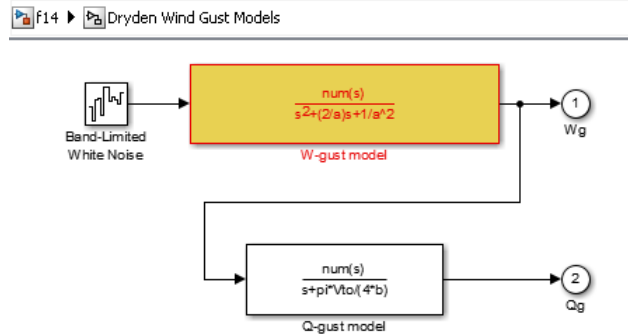 f14 Dryden Wind Gust Models
num(s)
s2+(2/a)s+1/a^2
1
Band-Limited
White Noise
W-gust model
Wg
num(s)
s+pi*Vto/(4*b)
2
Q-gust model
Qg